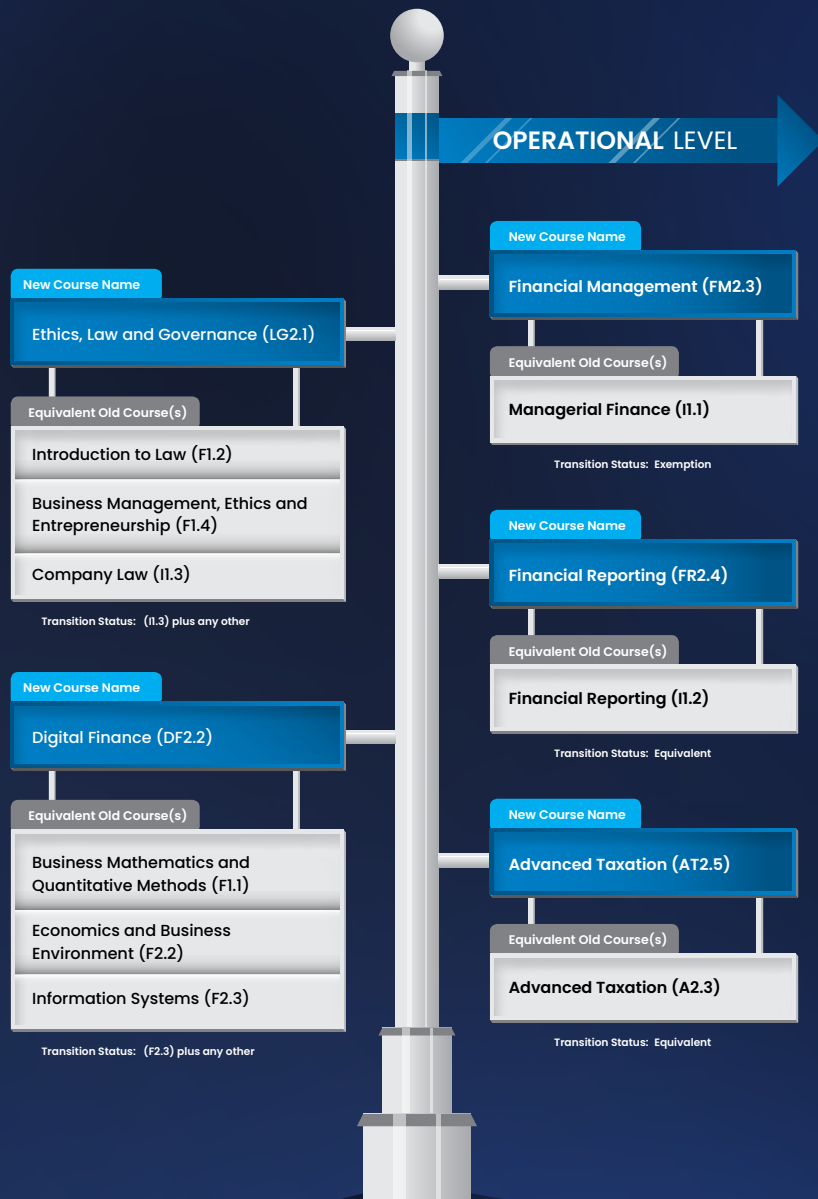 OPERATIONAL LEVEL
New Course Name
Ethics, Law and Governance (LG2.1)
Equivalent Old Course(s)
Introduction to Law (F1.2)
Business Management, Ethics and
Entrepreneurship (F1.4)
Company Law (I1.3)
Transition Status: (I1.3) plus any other
New Course Name
Digital Finance (DF2.2)
Equivalent Old Course(s)
Business Mathematics and
Quantitative Methods (F1.1)
Economics and Business
Environment (F2.2)
Information Systems (F2.3)
Transition Status: (F2.3) plus any other
New Course Name
Financial Management (FM2.3)
Equivalent Old Course(s)
Managerial Finance (I1.1)
Transition Status: Exemption
New Course Name
Financial Reporting (FR2.4)
Equivalent Old Course(s)
Financial Reporting (I1.2)
Transition Status: Equivalent
New Course Name
Advanced Taxation (AT2.5)
Equivalent Old Course(s)
Advanced Taxation (A2.3)
Transition Status: Equivalent